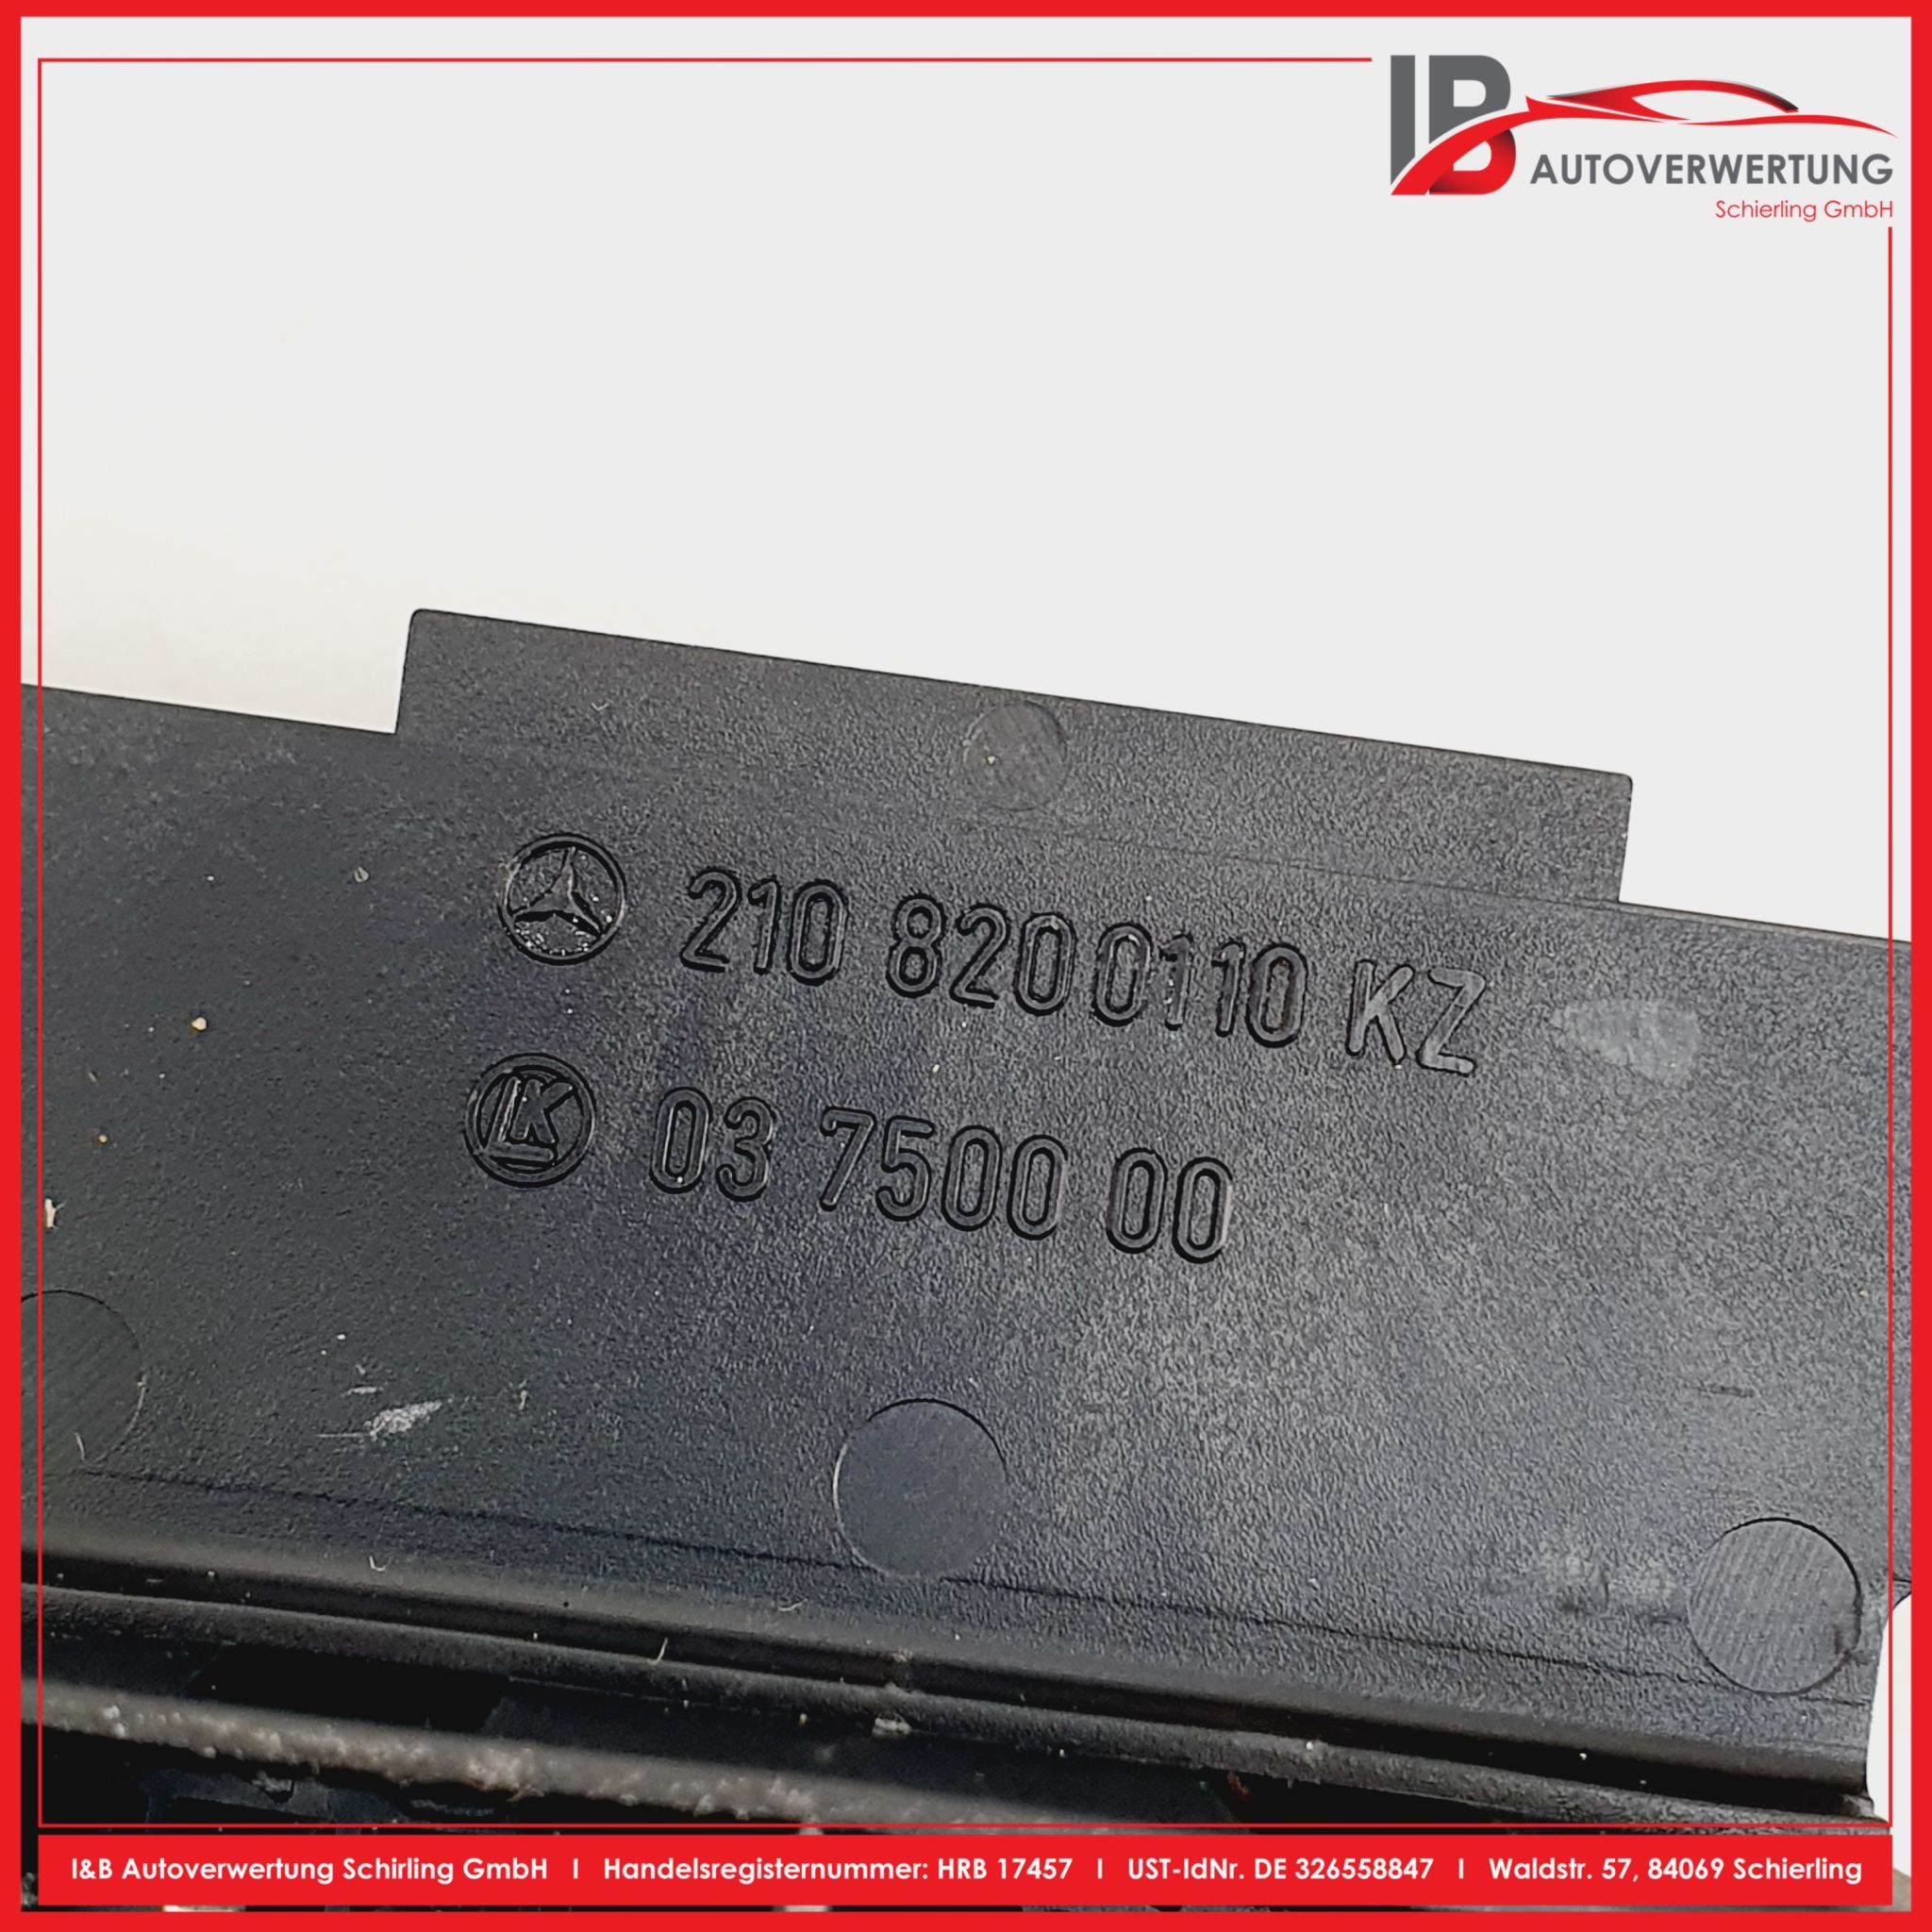 IB
AUTOVERWERTUNG
Schierling GmbH
210 820 0110 KZ
LK 03 7500 00
I&B Autoverwertung Schirling GmbH I Handelsregisternummer: HRB 17457 I UST-IdNr. DE 326558847 I Waldstr. 57, 84069 Schierling